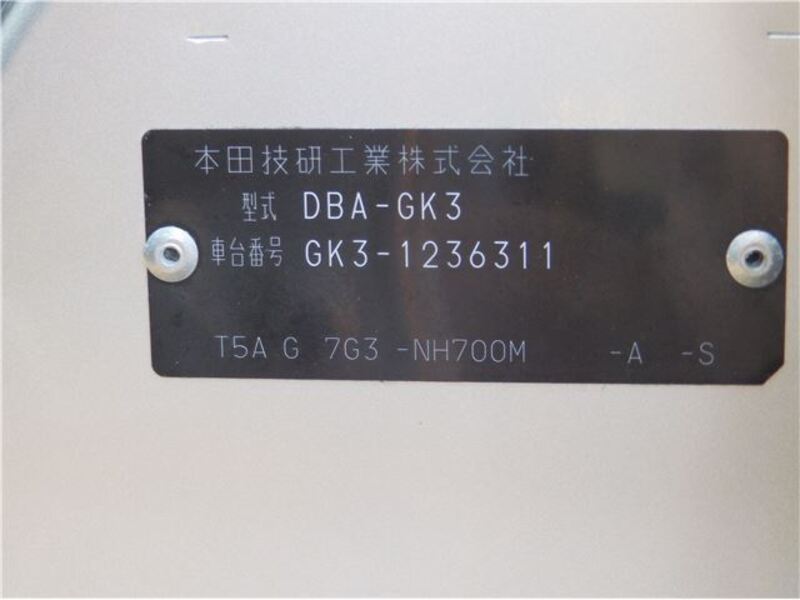 本田技研工業株式会社
型式 DBA-GK3
車台番号 GK3-1236311
T5A G 7G3 -NH700M -A -S